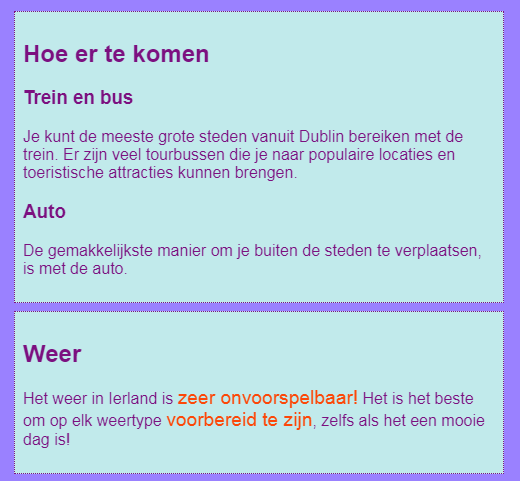 Hoe er te komen
Trein en bus
Je kunt de meeste grote steden vanuit Dublin bereiken met de
trein. Er zijn veel tourbussen die je naar populaire locaties en
toeristische attracties kunnen brengen.
Auto
De gemakkelijkste manier om je buiten de steden te verplaatsen,
is met de auto.
Weer
Het weer in Ierland is zeer onvoorspelbaar! Het is het beste
om op elk weertype voorbereid te zijn, zelfs als het een mooie
dag is!